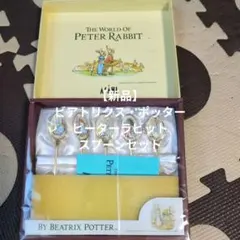 THE WORLD OF
PETER RABBIT
【新品】
ビアトリクス・ポッター
ピーターラビット
スプーンセット
BY BEATRIX POTTER